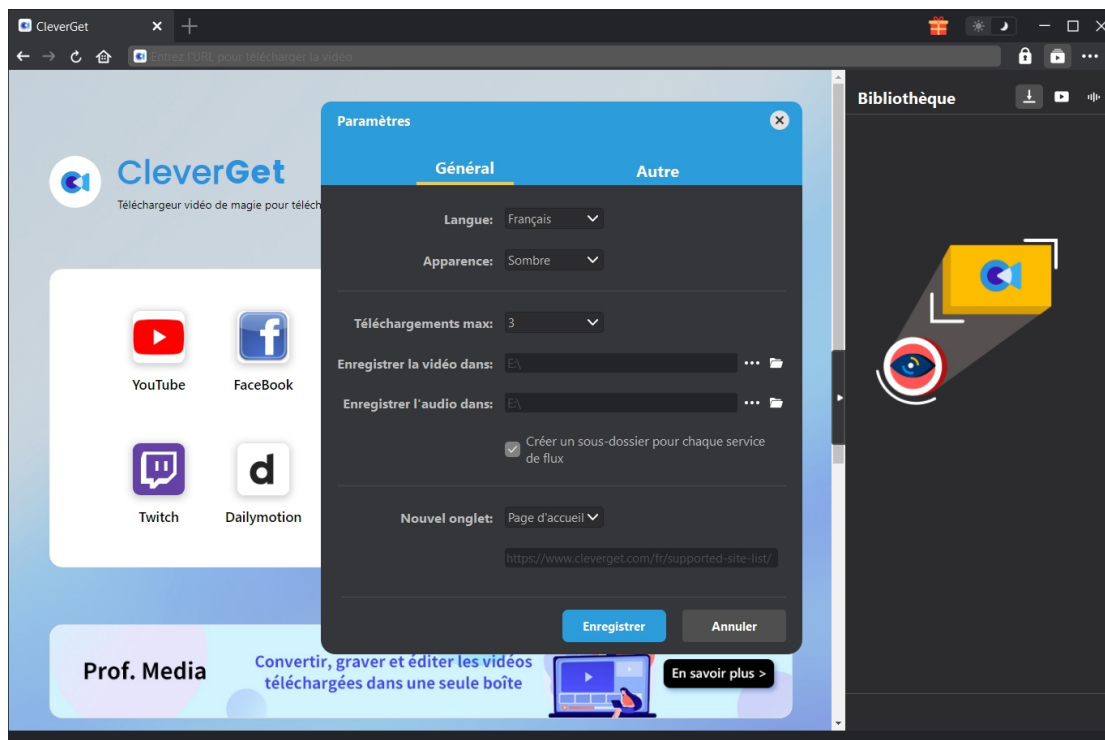 CleverGet
Entrez l'URL pour télécharger la vidéo
Bibliothèque
Paramètres
Général
Autre
CleverGet
Téléchargeur vidéo de magie pour téléch
Langue: Français
Apparence: Sombre
Téléchargements max: 3
Enregistrer la vidéo dans: E:\
Enregistrer l'audio dans: E:\
Créer un sous-dossier pour chaque service
de flux
Nouvel onglet: Page d'accueil
https://www.cleverget.com/fr/supported-site-list/
Enregistrer
Annuler
YouTube
FaceBook
Twitch
d
Dailymotion
Prof. Media
Convertir, graver et éditer les vidéos
téléchargées dans une seule boîte
En savoir plus >